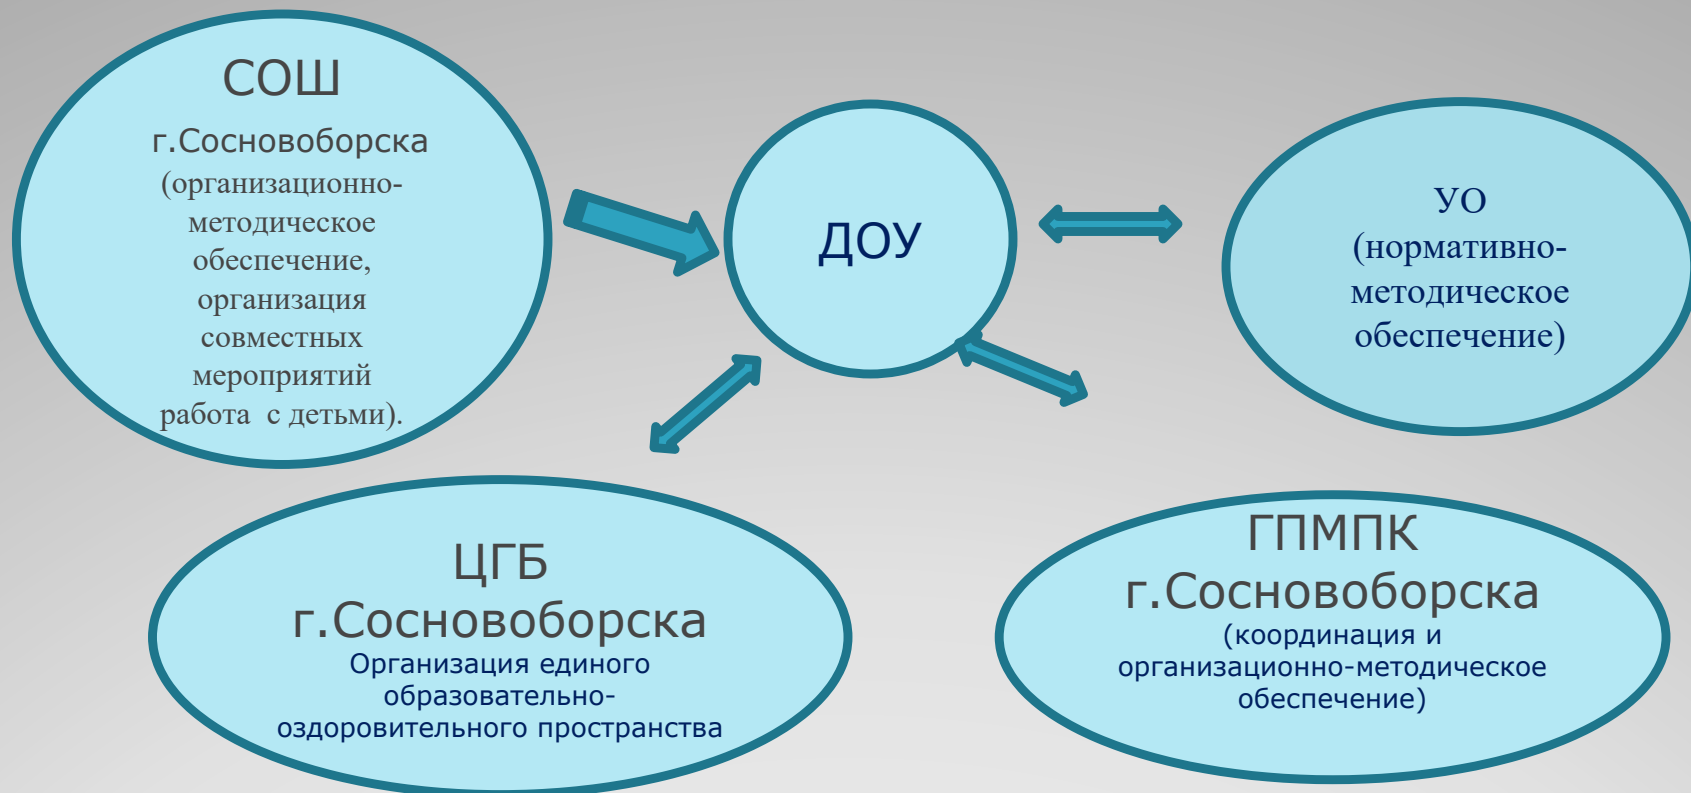 СОШ
г.Сосновоборска
(организационно-
методическое
обеспечение,
организация
совместных
мероприятий
работа с детьми).
ДОУ
УО
(нормативно-
методическое
обеспечение)
ЦГБ
г.Сосновоборска
Организация единого
образовательно-
оздоровительного пространства
ГПМПК
г.Сосновоборска
(координация и
организационно-методическое
обеспечение)